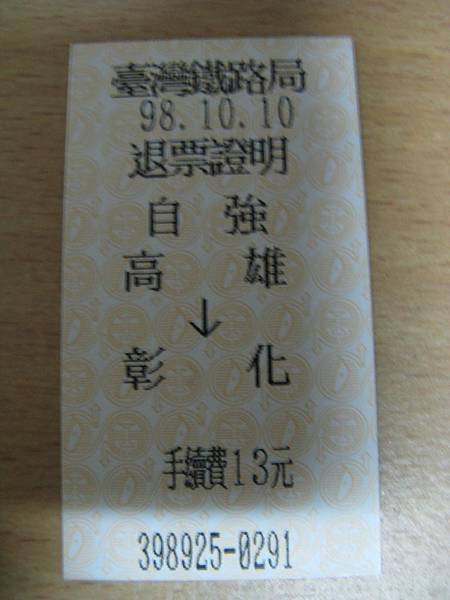 臺灣鐵路局
98.10.10
退票證明
自強
高雄
↓
彰化
手續費13元
398925-0291